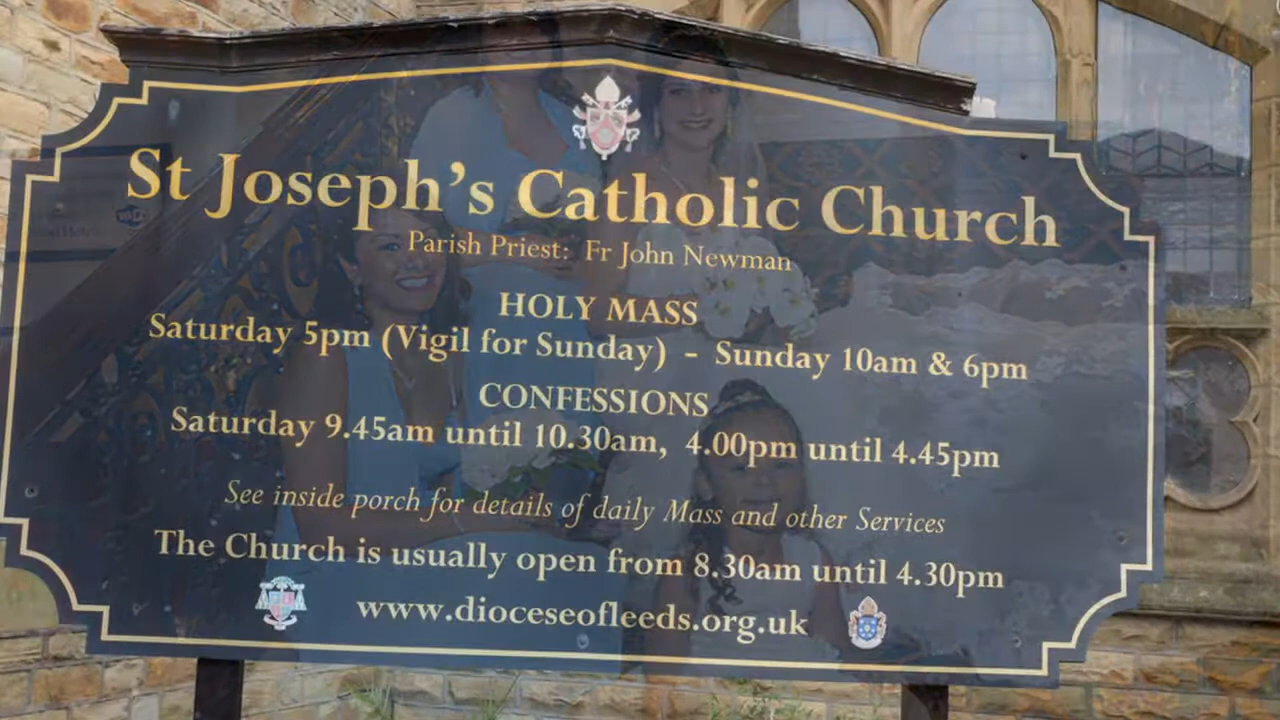 St Joseph's Catholic Church
Parish Priest: Fr John Newman
HOLY MASS
Saturday 5pm (Vigil for Sunday) - Sunday 10am & 6pm
CONFESSIONS
Saturday 9.45am until 10.30am, 4.00pm until 4.45pm
See inside porch for details of daily Mass and other Services
The Church is usually open from 8.30am until 4.30pm
www.dioceseofleeds.org.uk